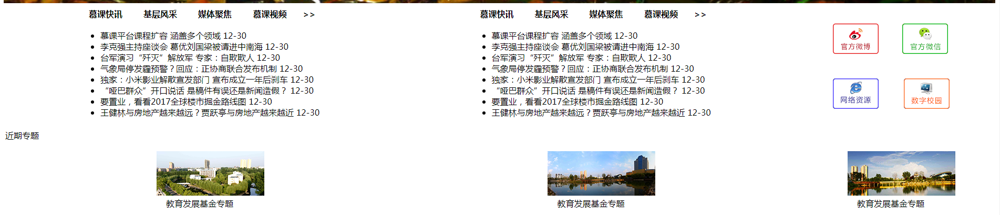 慕课快讯 基层风采 媒体聚焦 慕课视频 >>
慕课平台课程扩容 涵盖多个领域 12-30
李克强主持座谈会 葛优刘国梁被请进中南海 12-30
台军演习“歼灭”解放军 专家：自欺欺人 12-30
气象局停发霾预警？回应：正协商联合发布机制 12-30
独家：小米影业解散宣发部门 宣布成立一年后刹车 12-30
“哑巴群众”开口说话 是稿件有误还是新闻造假？ 12-30
要置业，看看2017全球楼市掘金路线图 12-30
王健林与房地产越来越远？贾跃亭与房地产越来越近 12-30
慕课快讯 基层风采 媒体聚焦 慕课视频 >>
慕课平台课程扩容 涵盖多个领域 12-30
李克强主持座谈会 葛优刘国梁被请进中南海 12-30
台军演习“歼灭”解放军 专家：自欺欺人 12-30
气象局停发霾预警？回应：正协商联合发布机制 12-30
独家：小米影业解散宣发部门 宣布成立一年后刹车 12-30
“哑巴群众”开口说话 是稿件有误还是新闻造假？ 12-30
要置业，看看2017全球楼市掘金路线图 12-30
王健林与房地产越来越远？贾跃亭与房地产越来越近 12-30
官方微博 官方微信
网络资源 数字校园
近期专题
教育发展基金专题 教育发展基金专题 教育发展基金专题